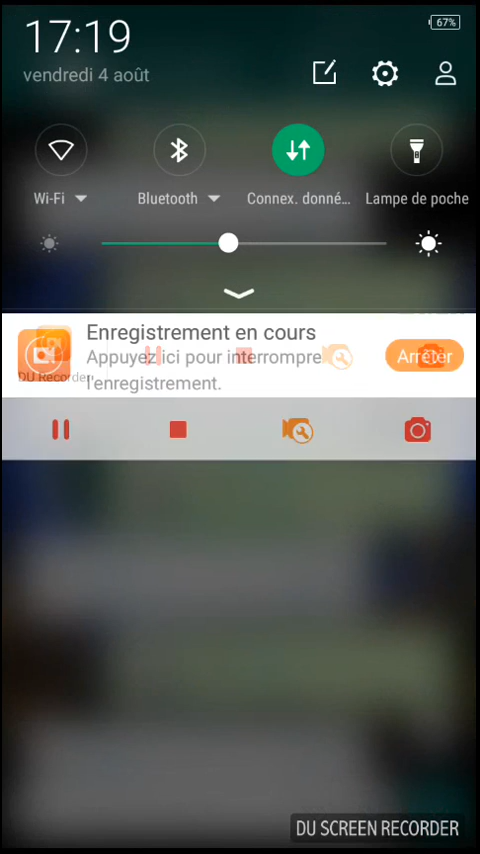 17:19
67%
vendredi 4 août
Wi-Fi
Bluetooth
Connex. donné...
Lampe de poche
Enregistrement en cours
Appuyez ici pour interrompre
l'enregistrement.
Arrêter
DU Recorder
DU SCREEN RECORDER